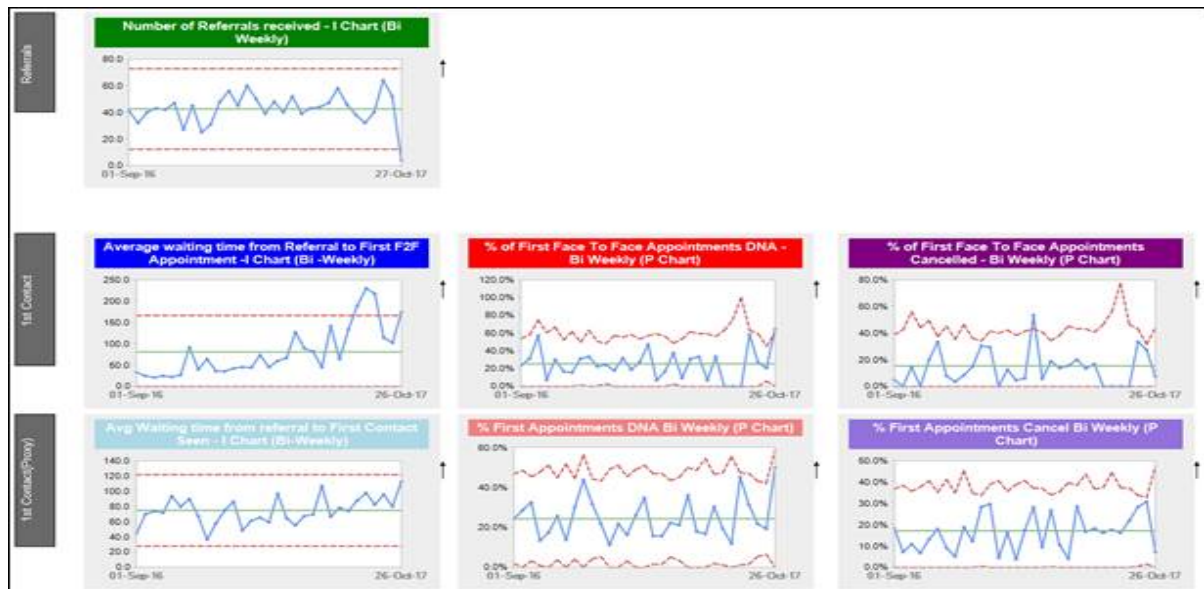 Referrals
Number of Referrals received - I Chart (Bi
Weekly)
80.0
60.0
40.0
20.0
0.0
01-Sep-16
27-Oct-17
1st Contact
Average waiting time from Referral to First F2F
Appointment -I Chart (Bi -Weekly)
250.0
200.0
150.0
100.0
50.0
0.0
01-Sep-16
26-Oct-17
% of First Face To Face Appointments DNA -
Bi Weekly (P Chart)
120.0%
100.0%
80.0%
60.0%
40.0%
20.0%
0.0%
01-Sep-16
26-Oct-17
% of First Face To Face Appointments
Cancelled - Bi Weekly (P Chart)
80.0%
60.0%
40.0%
20.0%
0.0%
01-Sep-16
26-Oct-17
1st Contact(Proxy)
Avg Waiting time from referral to First Contact
Seen - I Chart (Bi-Weekly)
140.0
120.0
100.0
80.0
60.0
40.0
20.0
0.0
01-Sep-16
26-Oct-17
% First Appointments DNA Bi Weekly (P Chart)
60.0%
40.0%
20.0%
0.0%
01-Sep-16
26-Oct-17
% First Appointments Cancel Bi Weekly (P
Chart)
50.0%
40.0%
30.0%
20.0%
10.0%
0.0%
01-Sep-16
26-Oct-17